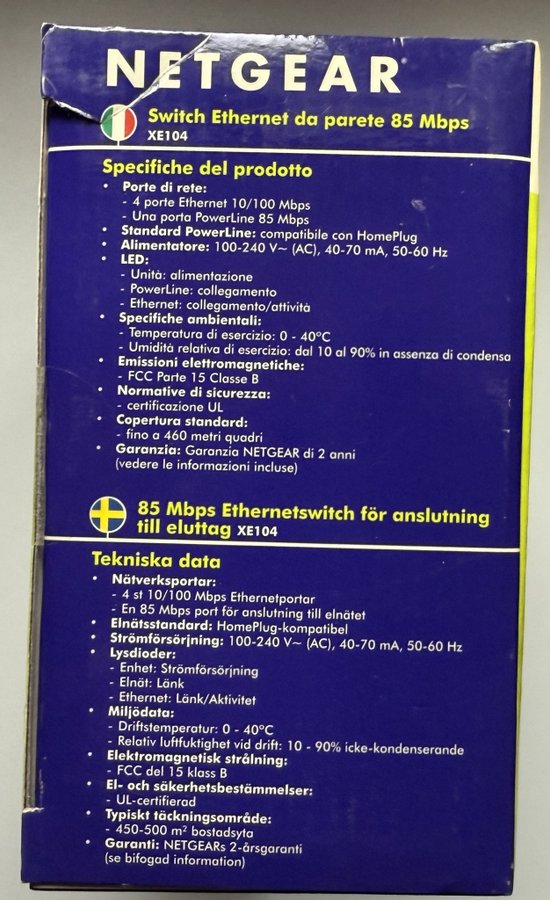 NETGEAR
Switch Ethernet da parete 85 Mbps
XE104
Specifiche del prodotto
• Porte di rete:
- 4 porte Ethernet 10/100 Mbps
- Una porta PowerLine 85 Mbps
• Standard PowerLine: compatibile con HomePlug
• Alimentatore: 100-240 V~ (AC), 40-70 mA, 50-60 Hz
• LED:
- Unità: alimentazione
- PowerLine: collegamento
- Ethernet: collegamento/attività
• Specifiche ambientali:
- Temperatura di esercizio: 0 - 40ºC
- Umidità relativa di esercizio: dal 10 al 90% in assenza di condensa
• Emissioni elettromagnetiche:
- FCC Parte 15 Classe B
• Normative di sicurezza:
- certificazione UL
• Copertura standard:
- fino a 460 metri quadri
• Garanzia: Garanzia NETGEAR di 2 anni
(vedere le informazioni incluse)
85 Mbps Ethernetswitch för anslutning
till eluttag XE104
Tekniska data
• Nätverksportar:
- 4 st 10/100 Mbps Ethernetportar
- En 85 Mbps port för anslutning till elnätet
• Elnätsstandard: HomePlug-kompatibel
• Strömförsörjning: 100-240 V~ (AC), 40-70 mA, 50-60 Hz
• Lysdioder:
- Enhet: Strömförsörjning
- Elnät: Länk
- Ethernet: Länk/Aktivitet
• Miljödata:
- Driftstemperatur: 0 - 40ºC
- Relativ luftfuktighet vid drift: 10 - 90% icke-kondenserande
• Elektromagnetisk strålning:
- FCC del 15 klass B
• El- och säkerhetsbestämmelser:
- UL-certifierad
• Typiskt täckningsområde:
- 450-500 m² bostadsyta
• Garanti: NETGEARs 2-årsgaranti
(se bifogad information)